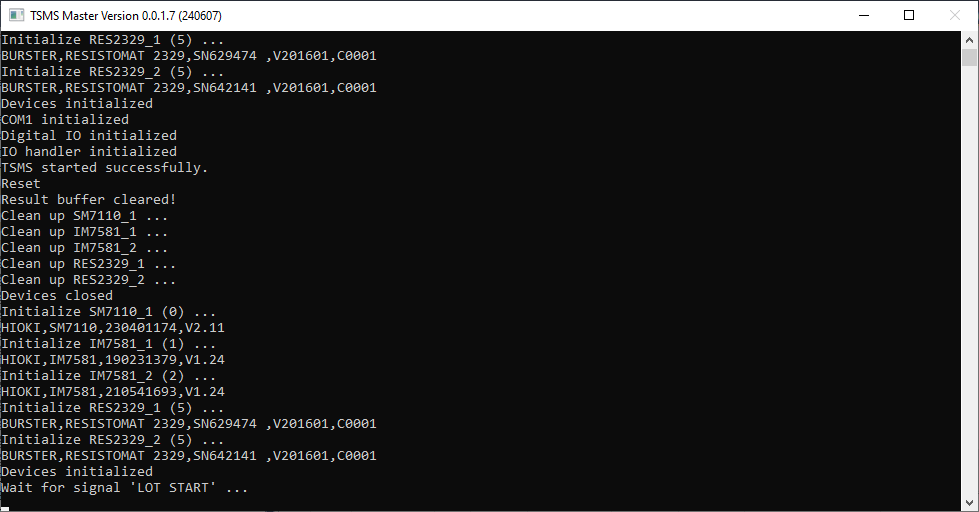 TSMS Master Version 0.0.1.7 (240607)
Initialize RES2329_1 (5) ...
BURSTER,RESISTOMAT 2329,SN629474 ,V201601,C0001
Initialize RES2329_2 (5) ...
BURSTER,RESISTOMAT 2329,SN642141 ,V201601,C0001
Devices initialized
COM1 initialized
Digital IO initialized
IO handler initialized
TSMS started successfully.
Reset
Result buffer cleared!
Clean up SM7110_1 ...
Clean up IM7581_1 ...
Clean up IM7581_2 ...
Clean up RES2329_1 ...
Clean up RES2329_2 ...
Devices closed
Initialize SM7110_1 (0) ...
HIOKI,SM7110,230401174,V2.11
Initialize IM7581_1 (1) ...
HIOKI,IM7581,190231379,V1.24
Initialize IM7581_2 (2) ...
HIOKI,IM7581,210541693,V1.24
Initialize RES2329_1 (5) ...
BURSTER,RESISTOMAT 2329,SN629474 ,V201601,C0001
Initialize RES2329_2 (5) ...
BURSTER,RESISTOMAT 2329,SN642141 ,V201601,C0001
Devices initialized
Wait for signal 'LOT START' ...